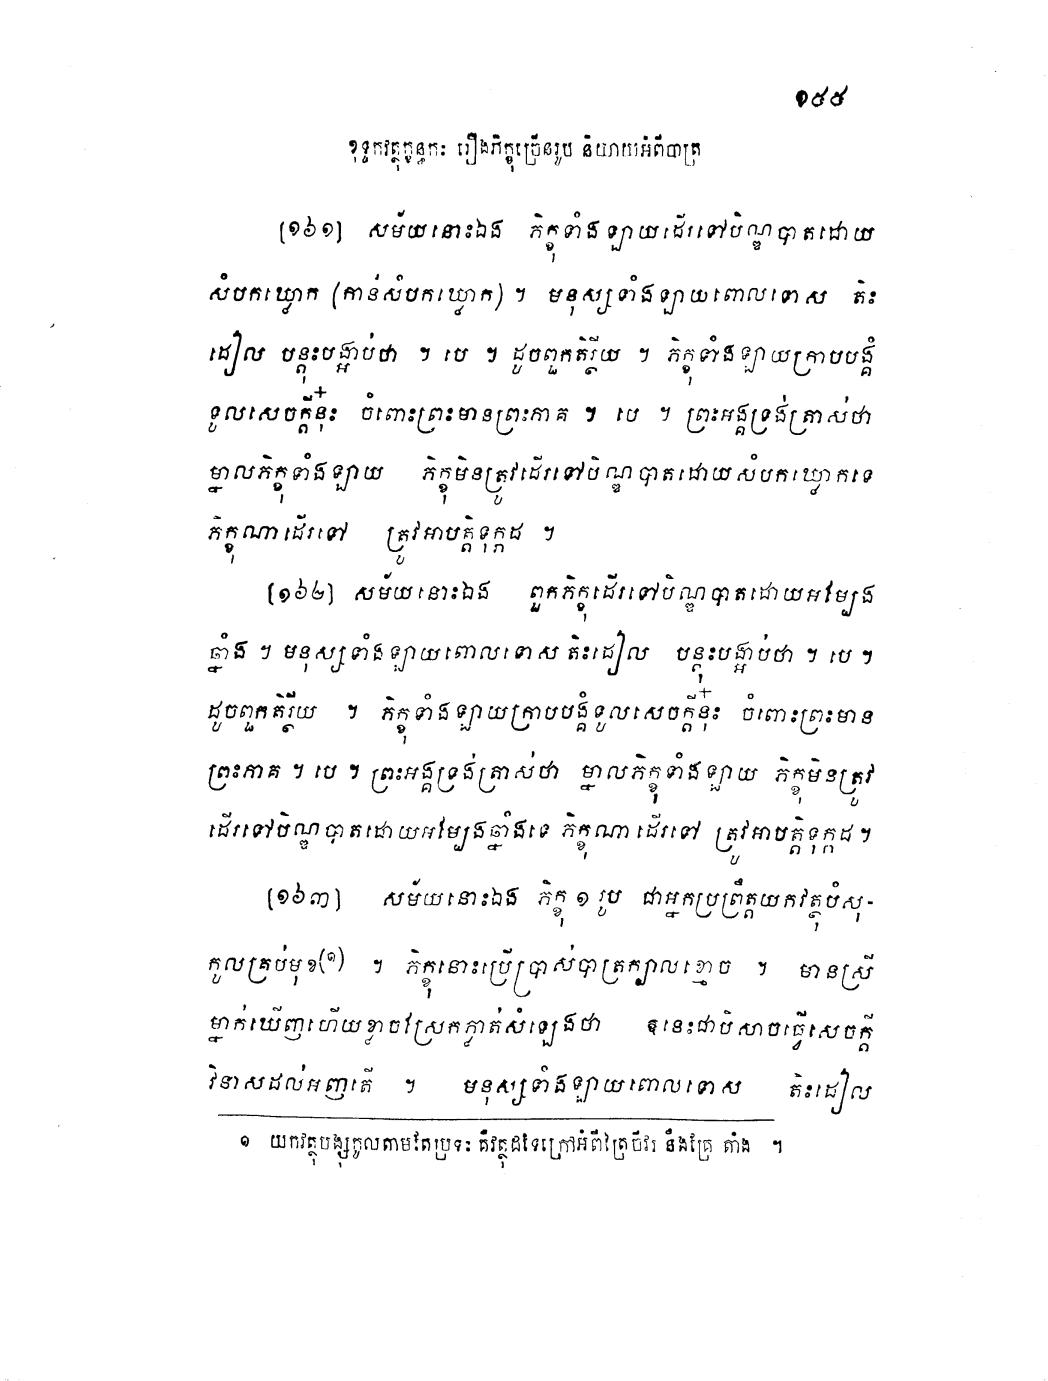 ១៥៥
ខុទ្ទកវត្ថុក្ខន្ធកៈ រឿងភិក្ខុច្រើនរូប និយាយអំពីបាត្រ
[១៦១] សម័យនោះឯង ភិក្ខុទាំងឡាយដើរទៅបិណ្ឌបាតដោយ
សំបកឃ្លោក (កាន់សំបកឃ្លោក) ។ មនុស្សទាំងឡាយពោលទោស តិះ
ដៀល បន្តុះបង្អាប់ថា ។ បេ ។ ដូចពួកតិរ្ថីយ ។ ភិក្ខុទាំងឡាយក្រាបបង្គំ
ទូលសេចក្តីនុ៎ះ ចំពោះព្រះមានព្រះភាគ ។ បេ ។ ព្រះអង្គទ្រង់ត្រាស់ថា
ម្នាលភិក្ខុទាំងឡាយ ភិក្ខុមិនត្រូវដើរទៅបិណ្ឌបាតដោយសំបកឃ្លោកទេ
ភិក្ខុណាដើរទៅ ត្រូវអាបត្តិទុក្កដ ។
[១៦២] សម័យនោះឯង ពួកភិក្ខុដើរទៅបិណ្ឌបាតដោយអម្បែង
ឆ្នាំង ។ មនុស្សទាំងឡាយពោលទោស តិះដៀល បន្តុះបង្អាប់ថា ។ បេ ។
ដូចពួកតិរ្ថីយ ។ ភិក្ខុទាំងឡាយក្រាបបង្គំទូលសេចក្តីនុ៎ះ ចំពោះព្រះមាន
ព្រះភាគ ។ បេ ។ ព្រះអង្គទ្រង់ត្រាស់ថា ម្នាលភិក្ខុទាំងឡាយ ភិក្ខុមិនត្រូវ
ដើរទៅបិណ្ឌបាតដោយអម្បែងឆ្នាំងទេ ភិក្ខុណាដើរទៅ ត្រូវអាបត្តិទុក្កដ ។
[១៦៣] សម័យនោះឯង ភិក្ខុ ១ រូប ជាអ្នកប្រព្រឹត្តយកវត្ថុបំសុ-
កូលគ្រប់មុខ(១) ។ ភិក្ខុនោះប្រើប្រាស់បាត្រក្បាលខ្មោច ។ មានស្រី
ម្នាក់ឃើញហើយខ្លាចស្រែកភ្ញាត់សំឡេងថា នេះជាបិសាចធ្វើសេចក្តី
វិនាសដល់អញតើ ។ មនុស្សទាំងឡាយពោលទោស តិះដៀល
១ យកវត្ថុបង្សុកូលតាមតែប្រទះ គឺវត្ថុដទៃក្រៅអំពីត្រៃចីវរ នឹងគ្រែ តាំង ។